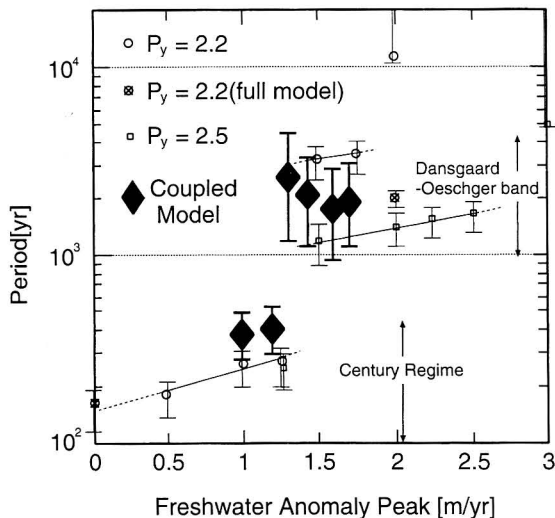 10^4
10^3
10^2
Period[yr]
P_y = 2.2
P_y = 2.2(full model)
P_y = 2.5
Coupled
Model
Dansgaard
-Oeschger band
Century Regime
0 0.5 1 1.5 2 2.5 3
Freshwater Anomaly Peak [m/yr]